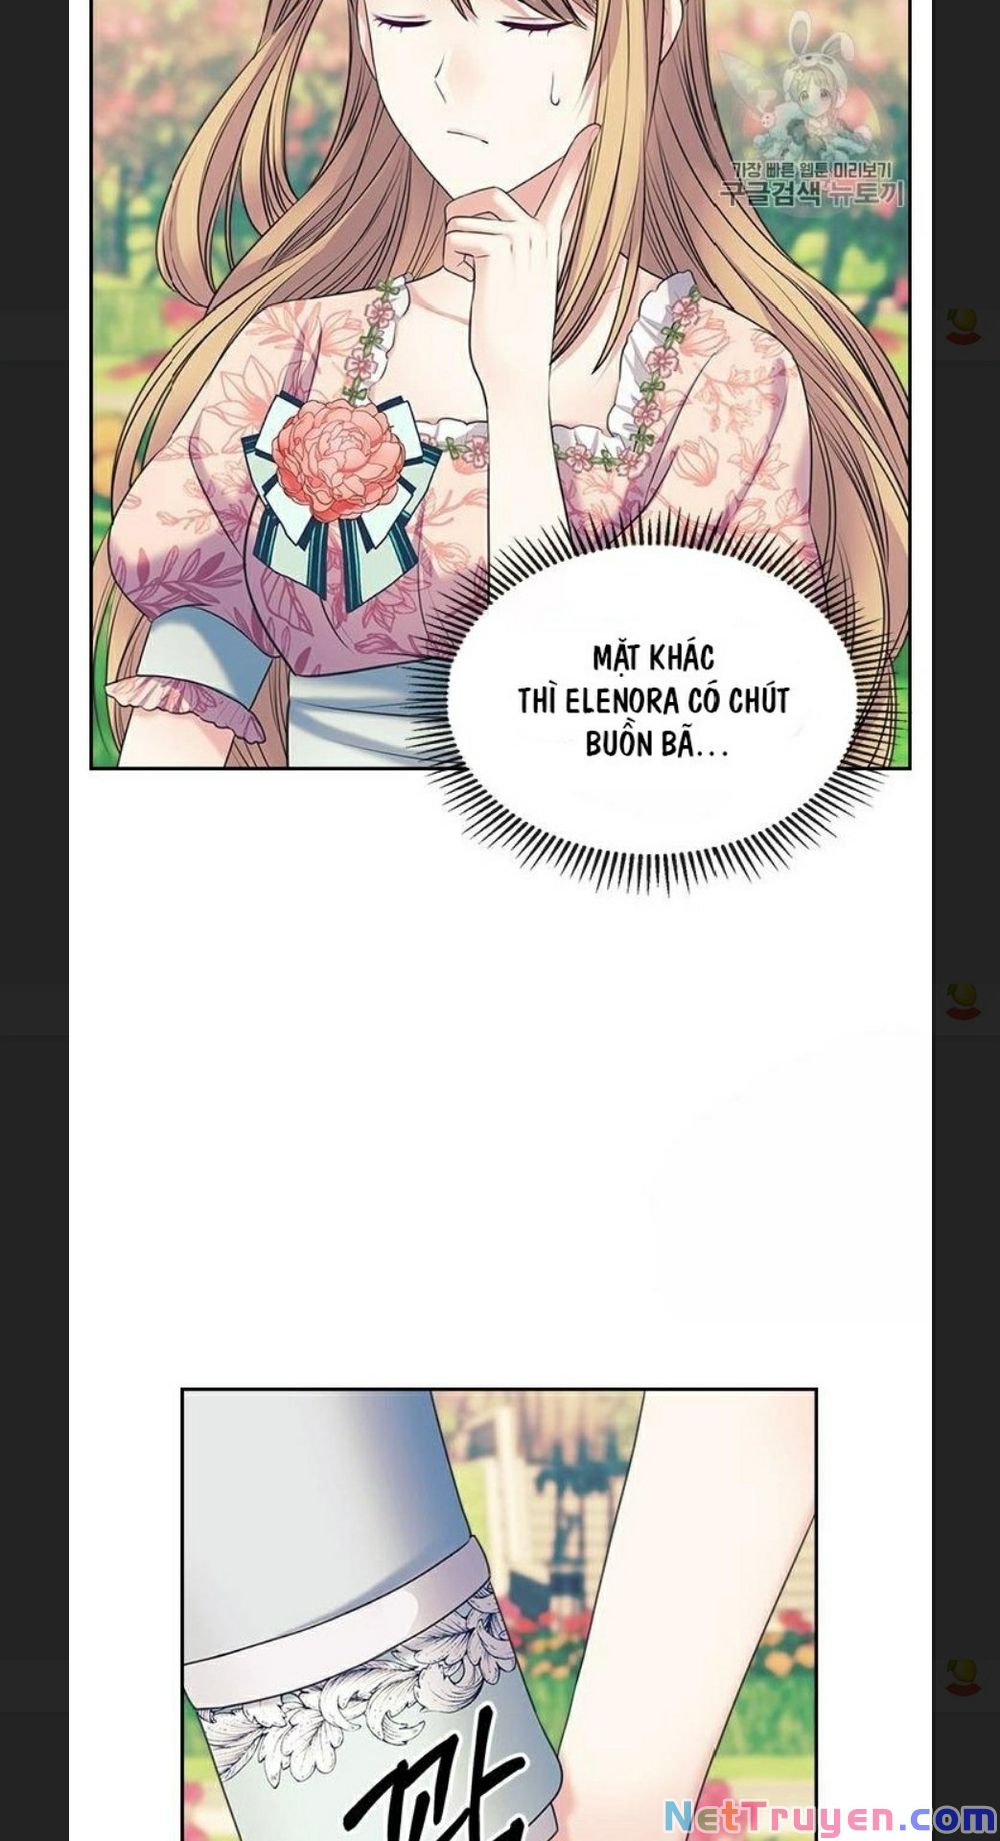 가장 빠른 웹툰 미리보기
구글검색 뉴토끼
MẶT KHÁC
THÌ ELENORA CÓ CHÚT
BUỒN BÃ...
NetTruyen.com